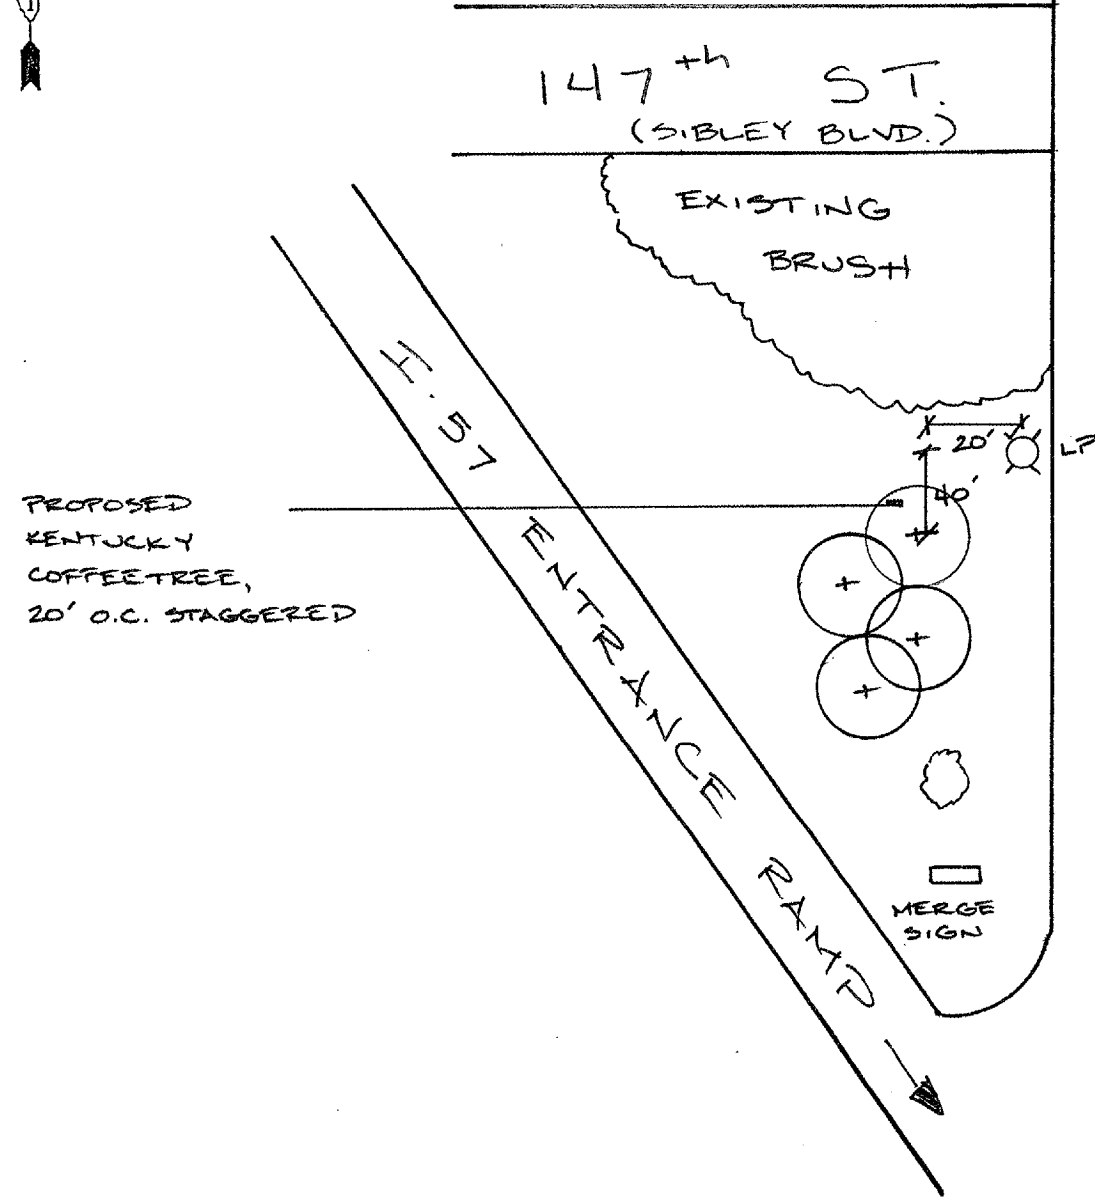 147th ST.
(SIBLEY BLVD.)
EXISTING
BRUSH
I.57 ENTRANCE RAMP
20'
LP
40'
PROPOSED
KENTUCKY
COFFEETREE,
20' O.C. STAGGERED
MERGE
SIGN